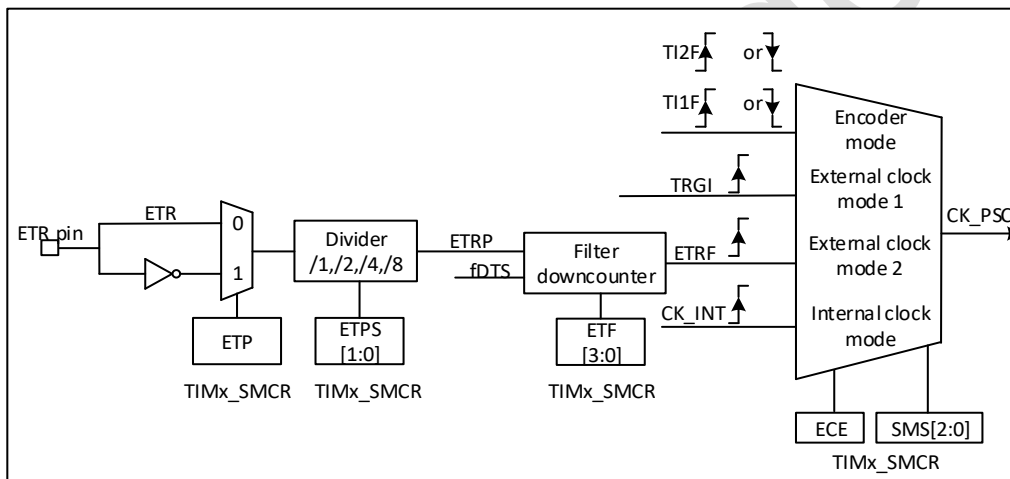 TI2F or
TI1F or
Encoder
mode
TRGI
External clock
mode 1
CK_PSC
ETR_pin
ETR
0
1
Divider
/1,/2,/4,/8
ETRP
fDTS
Filter
downcounter
ETRF
External clock
mode 2
CK_INT
Internal clock
mode
ETP
ETPS
[1:0]
ETF
[3:0]
TIMx_SMCR
TIMx_SMCR
TIMx_SMCR
ECE
SMS[2:0]
TIMx_SMCR